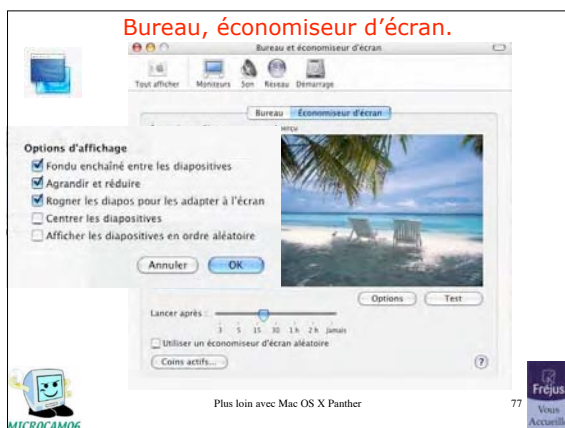 Bureau, économiseur d'écran.
Bureau et économiseur d'écran
Tout afficher Moniteurs Son Réseau Démarrage
Bureau Économiseur d'écran
Options d'affichage
Fondu enchaîné entre les diapositives
Agrandir et réduire
Rogner les diapos pour les adapter à l'écran
Centrer les diapositives
Afficher les diapositives en ordre aléatoire
Annuler OK
Options Test
Lancer après :
3 5 15 30 1 h 2 h Jamais
Utiliser un économiseur d'écran aléatoire
Coins actifs... ?
MICROCAM06
Plus loin avec Mac OS X Panther
77
Fréjus
Vous
Accueille